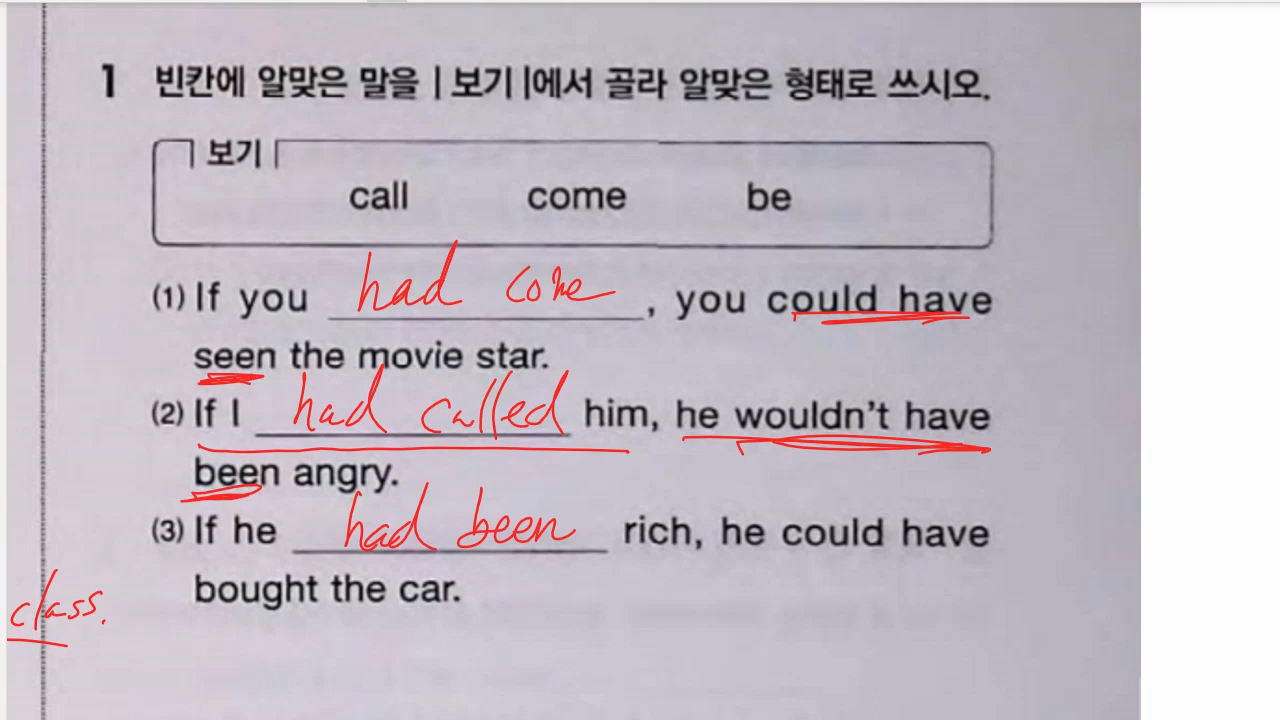 1 빈칸에 알맞은 말을 | 보기 |에서 골라 알맞은 형태로 쓰시오.
보기
call come be
(1) If you had come, you could have
seen the movie star.
(2) If I had called him, he wouldn't have
been angry.
(3) If he had been rich, he could have
bought the car.
class.